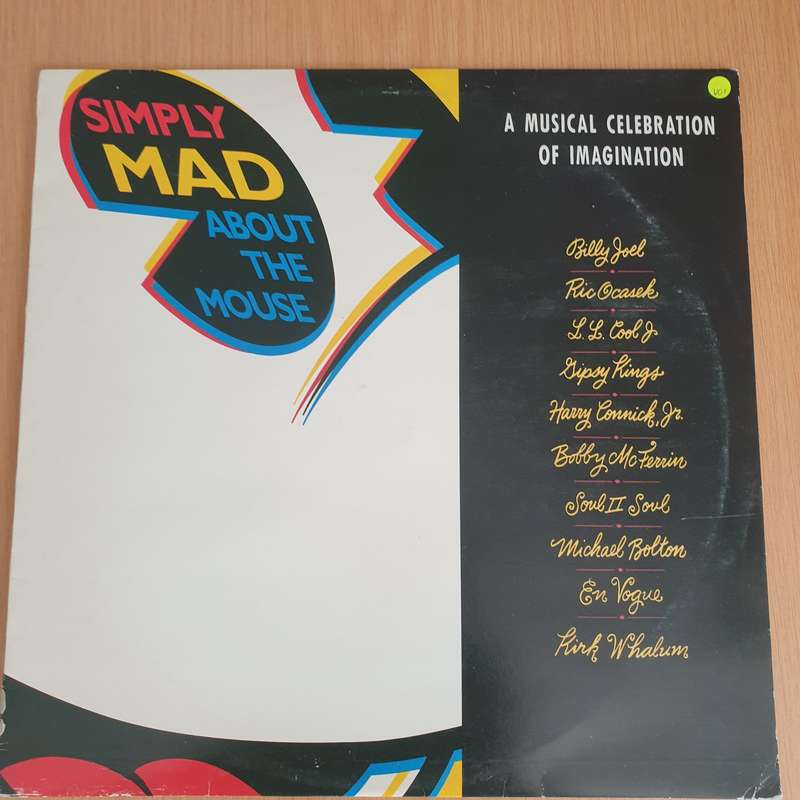 SIMPLY
MAD
ABOUT
THE
MOUSE
A MUSICAL CELEBRATION
OF IMAGINATION
Billy Joel
Ric Ocasek
L.L. Cool J
Gipsy Kings
Harry Connick, Jr.
Bobby McFerrin
Soul II Soul
Michael Bolton
En Vogue
Kirk Whalum